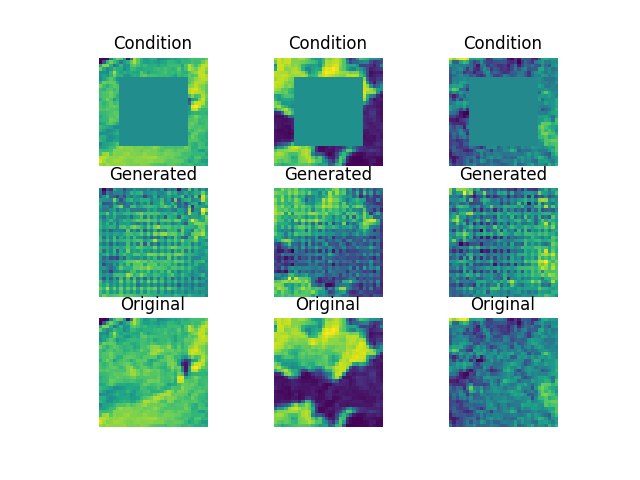 Condition Condition Condition
Generated Generated Generated
Original Original Original